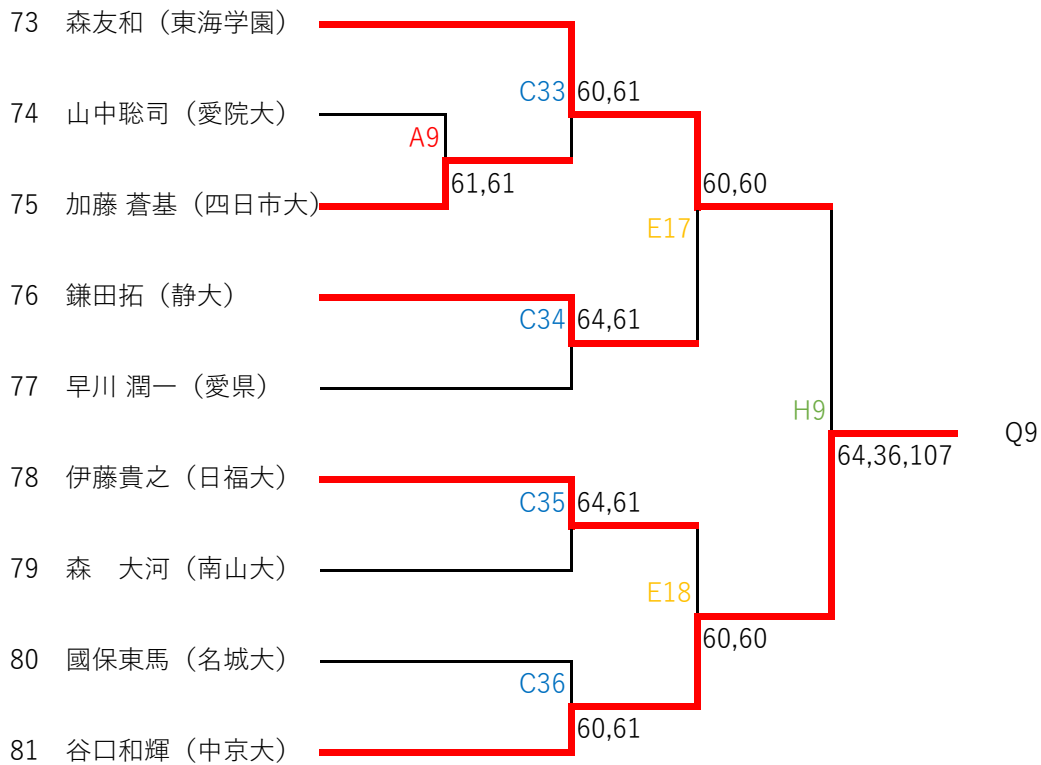 73 森友和（東海学園）
C33 60,61
74 山中聡司（愛院大）
A9
61,61
60,60
75 加藤 蒼基（四日市大）
E17
76 鎌田拓（静大）
C34 64,61
77 早川 潤一（愛県）
H9
Q9
64,36,107
78 伊藤貴之（日福大）
C35 64,61
79 森　大河（南山大）
E18
60,60
80 國保東馬（名城大）
C36
60,61
81 谷口和輝（中京大）